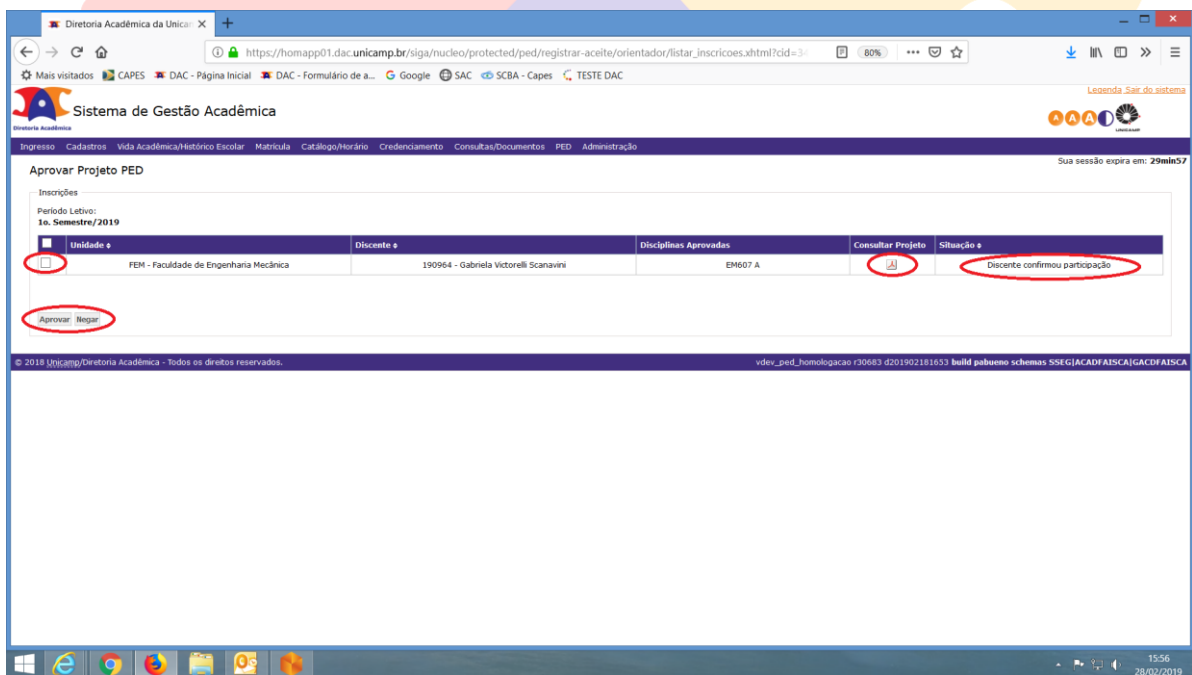 Diretoria Acadêmica da Unican
https://homapp01.dac.unicamp.br/siga/nucleo/protected/ped/registrar-aceite/orientador/listar_inscricoes.xhtml?cid=3
80%
Mais visitados CAPES DAC - Página Inicial DAC - Formulário de a... Google SAC SCBA - Capes TESTE DAC
Legenda Sair do sistema
Sistema de Gestão Acadêmica
Diretoria Acadêmica
UNICAMP
Ingresso Cadastros Vida Acadêmica/Histórico Escolar Matrícula Catálogo/Horário Credenciamento Consultas/Documentos PED Administração
Sua sessão expira em: 29min57
Aprovar Projeto PED
Inscrições
Período Letivo:
1o. Semestre/2019
Unidade Discente Disciplinas Aprovadas Consultar Projeto Situação
FEM - Faculdade de Engenharia Mecânica 190964 - Gabriela Victorelli Scanavini EM607 A Discente confirmou participação
Aprovar Negar
© 2018 Unicamp/Diretoria Acadêmica - Todos os direitos reservados. vdev_ped_homologacao r30683 d201902181653 build pabueno schemas SSEG|ACADFAISCA|GACDFAISCA
15:56
28/02/2019